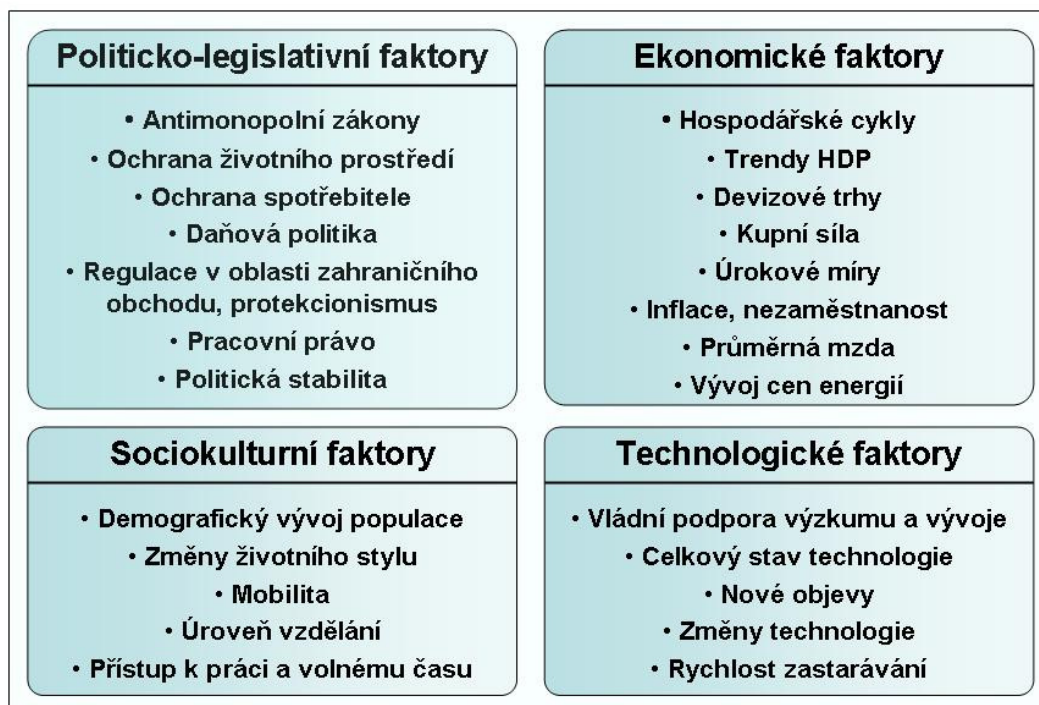 Politicko-legislativní faktory
• Antimonopolní zákony
• Ochrana životního prostředí
• Ochrana spotřebitele
• Daňová politika
• Regulace v oblasti zahraničního
obchodu, protekcionismus
• Pracovní právo
• Politická stabilita
Ekonomické faktory
• Hospodářské cykly
• Trendy HDP
• Devizové trhy
• Kupní síla
• Úrokové míry
• Inflace, nezaměstnanost
• Průměrná mzda
• Vývoj cen energií
Sociokulturní faktory
• Demografický vývoj populace
• Změny životního stylu
• Mobilita
• Úroveň vzdělání
• Přístup k práci a volnému času
Technologické faktory
• Vládní podpora výzkumu a vývoje
• Celkový stav technologie
• Nové objevy
• Změny technologie
• Rychlost zastarávání